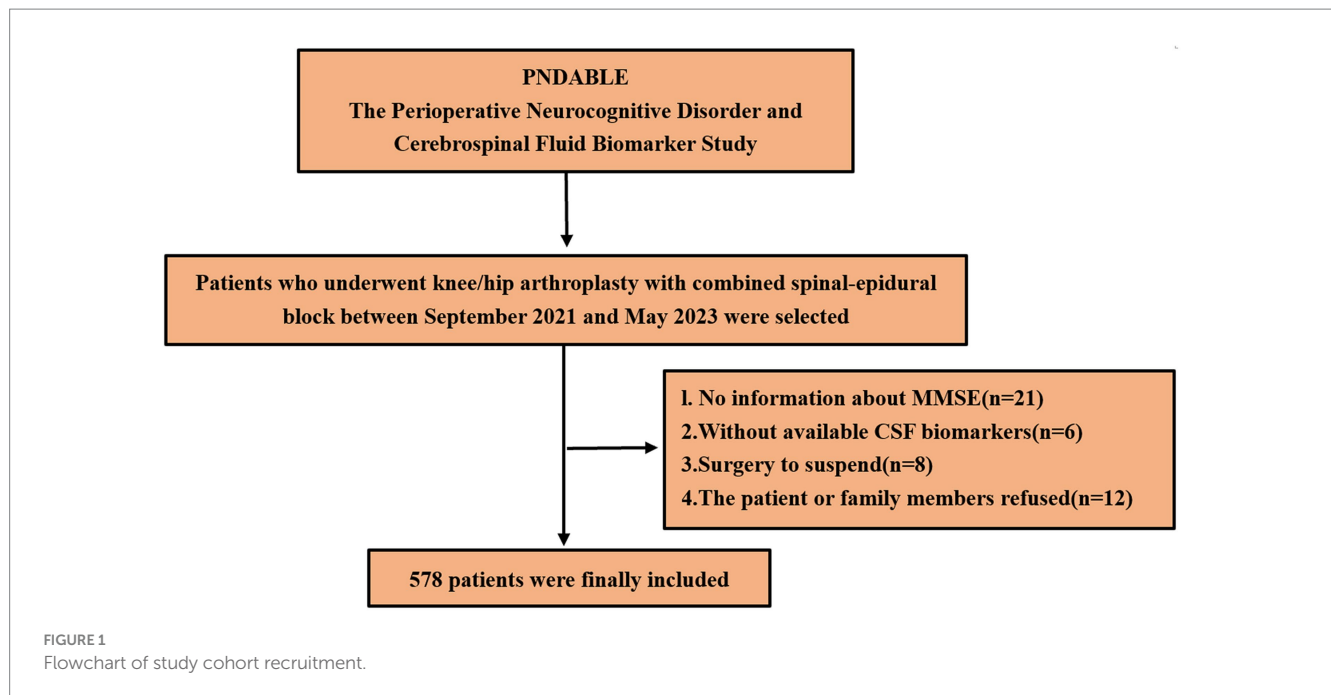 PNDABLE
The Perioperative Neurocognitive Disorder and
Cerebrospinal Fluid Biomarker Study
Patients who underwent knee/hip arthroplasty with combined spinal-epidural
block between September 2021 and May 2023 were selected
l. No information about MMSE(n=21)
2.Without available CSF biomarkers(n=6)
3.Surgery to suspend(n=8)
4.The patient or family members refused(n=12)
578 patients were finally included
FIGURE 1
Flowchart of study cohort recruitment.